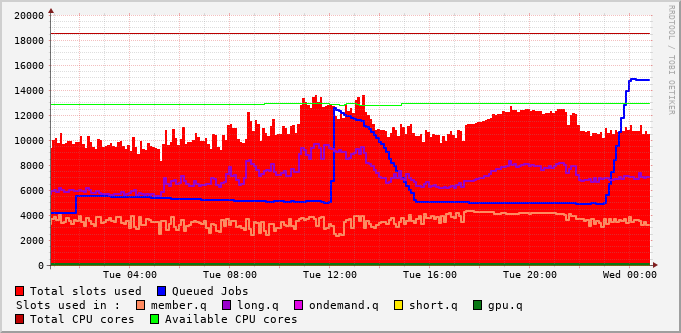 20000
18000
16000
14000
12000
10000
8000
6000
4000
2000
0
Tue 04:00 Tue 08:00 Tue 12:00 Tue 16:00 Tue 20:00 Wed 00:00
RRDTOOL / TOBI OETIKER
Total slots used Queued Jobs
Slots used in : member.q long.q ondemand.q short.q gpu.q
Total CPU cores Available CPU cores